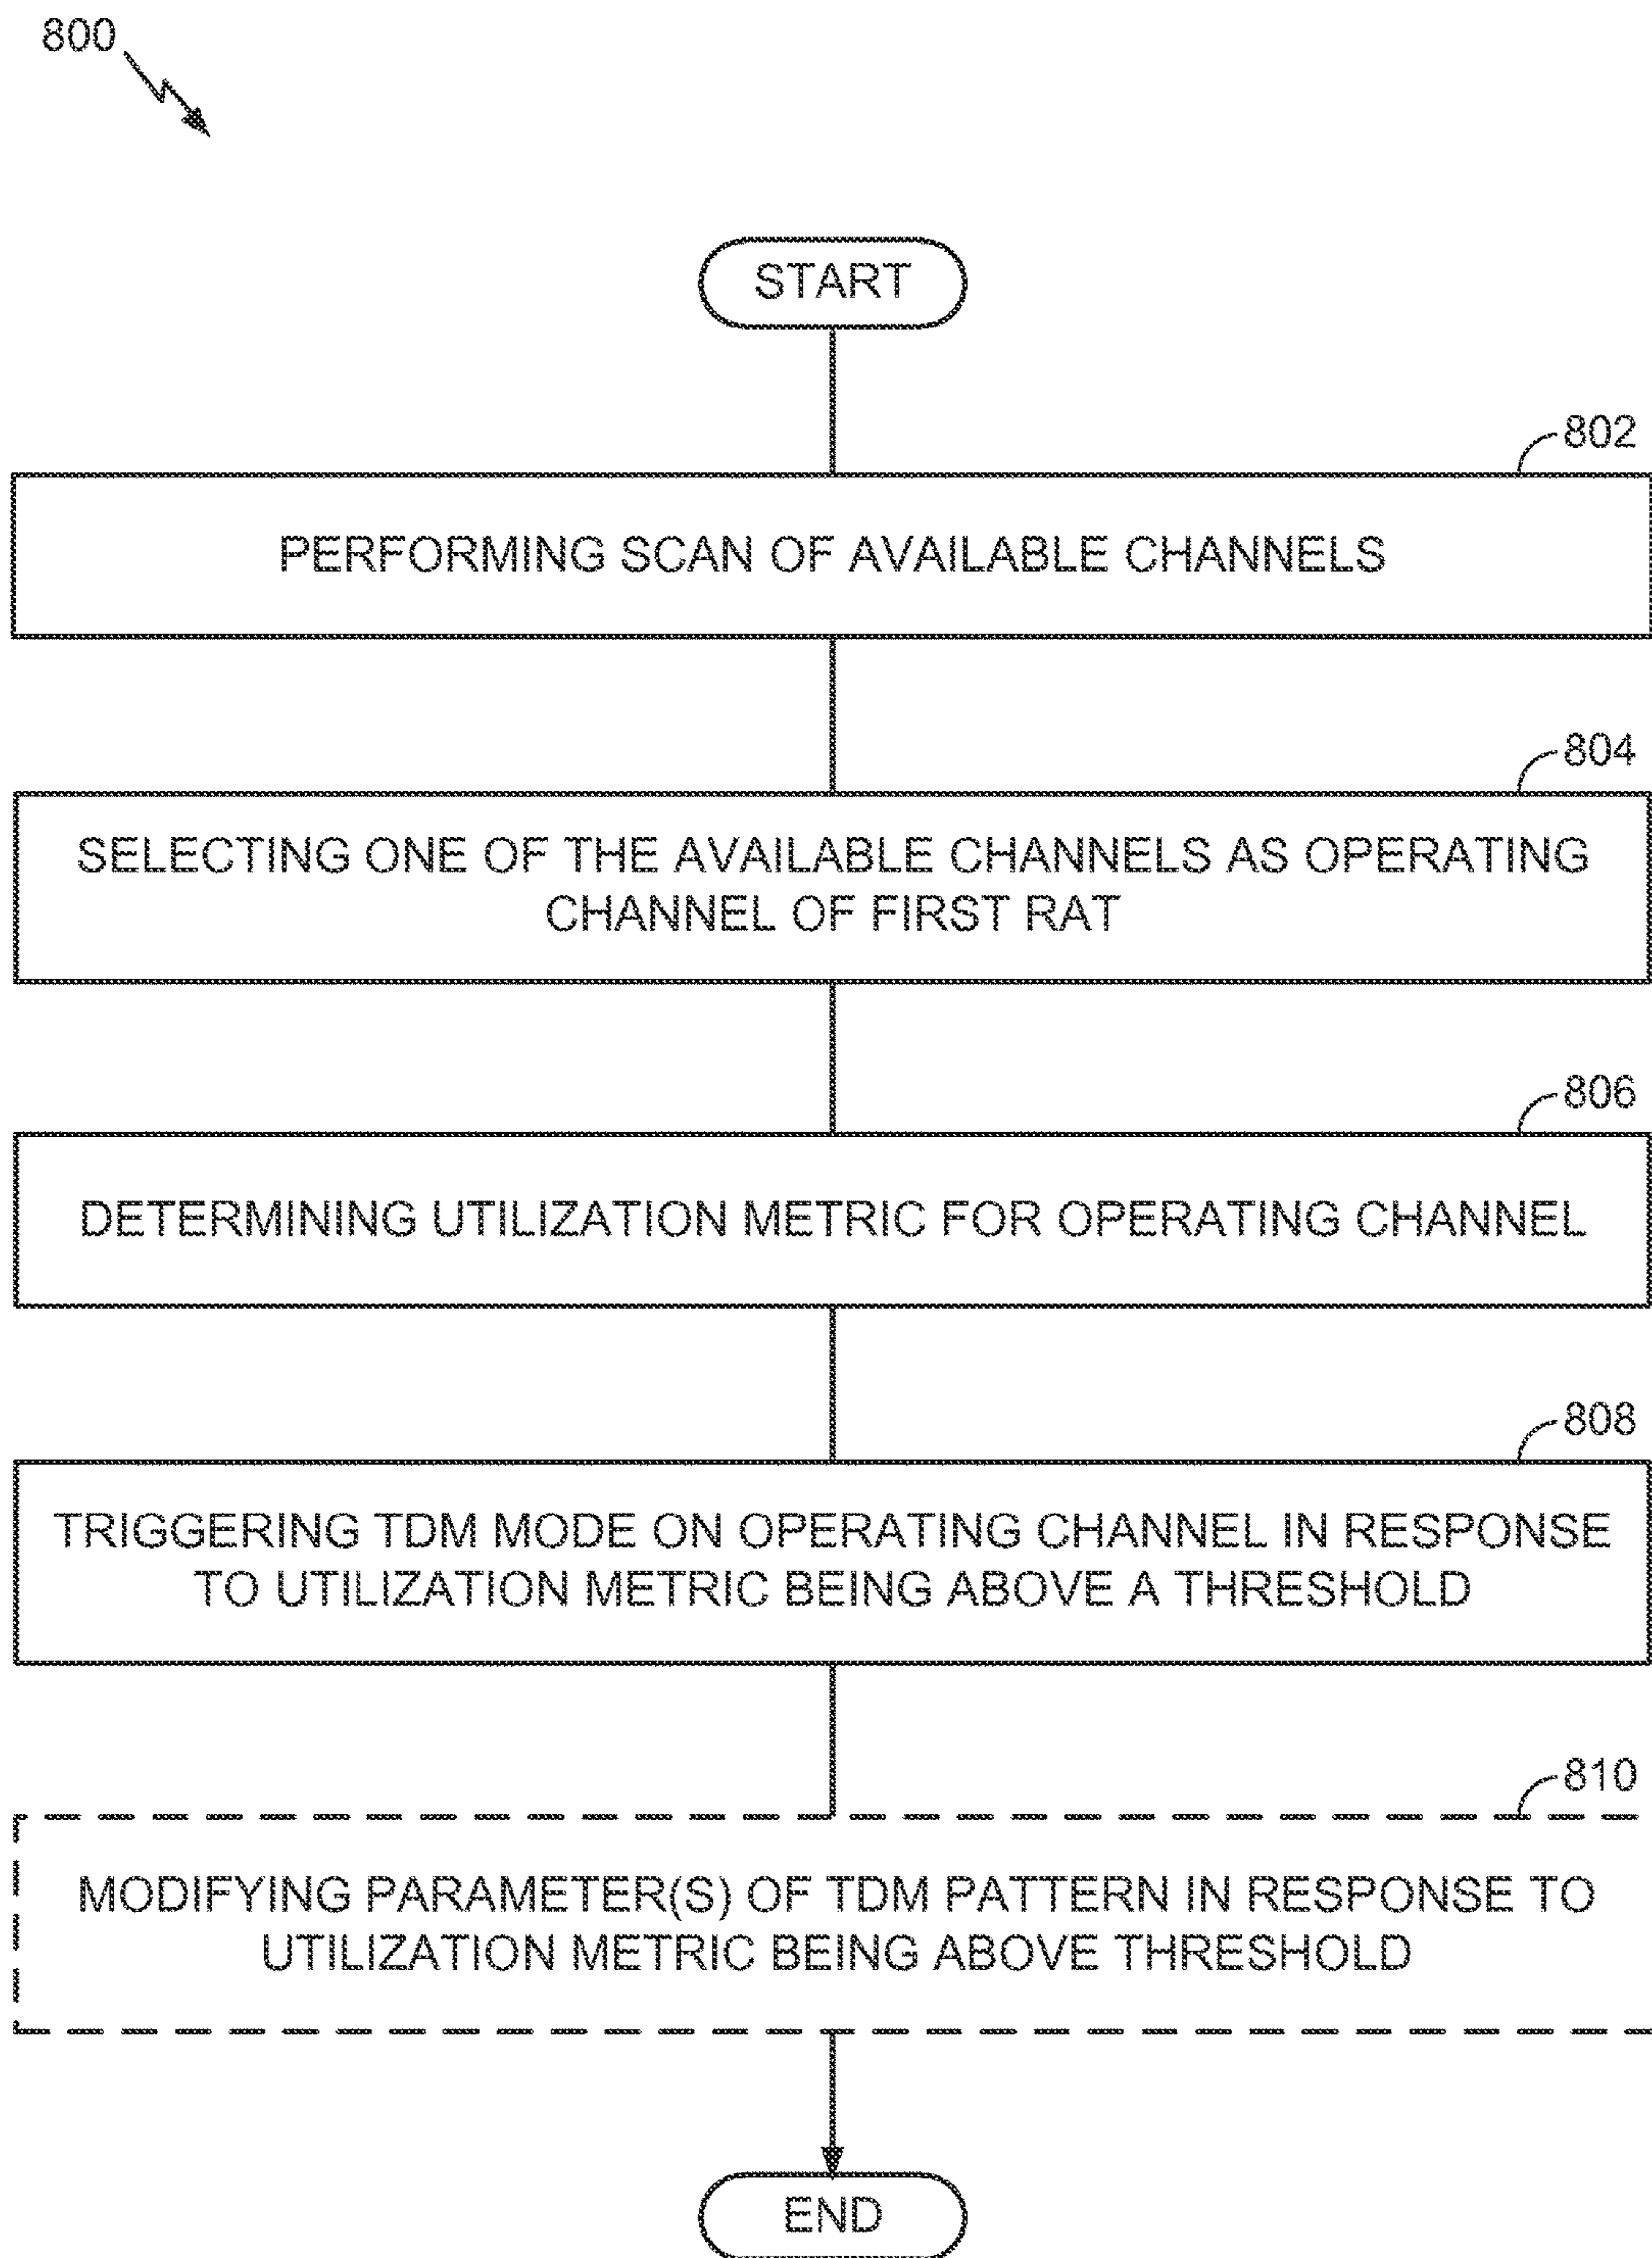 800
START
802
PERFORMING SCAN OF AVAILABLE CHANNELS
804
SELECTING ONE OF THE AVAILABLE CHANNELS AS OPERATING
CHANNEL OF FIRST RAT
806
DETERMINING UTILIZATION METRIC FOR OPERATING CHANNEL
808
TRIGGERING TDM MODE ON OPERATING CHANNEL IN RESPONSE
TO UTILIZATION METRIC BEING ABOVE A THRESHOLD
810
MODIFYING PARAMETER(S) OF TDM PATTERN IN RESPONSE TO
UTILIZATION METRIC BEING ABOVE THRESHOLD
END